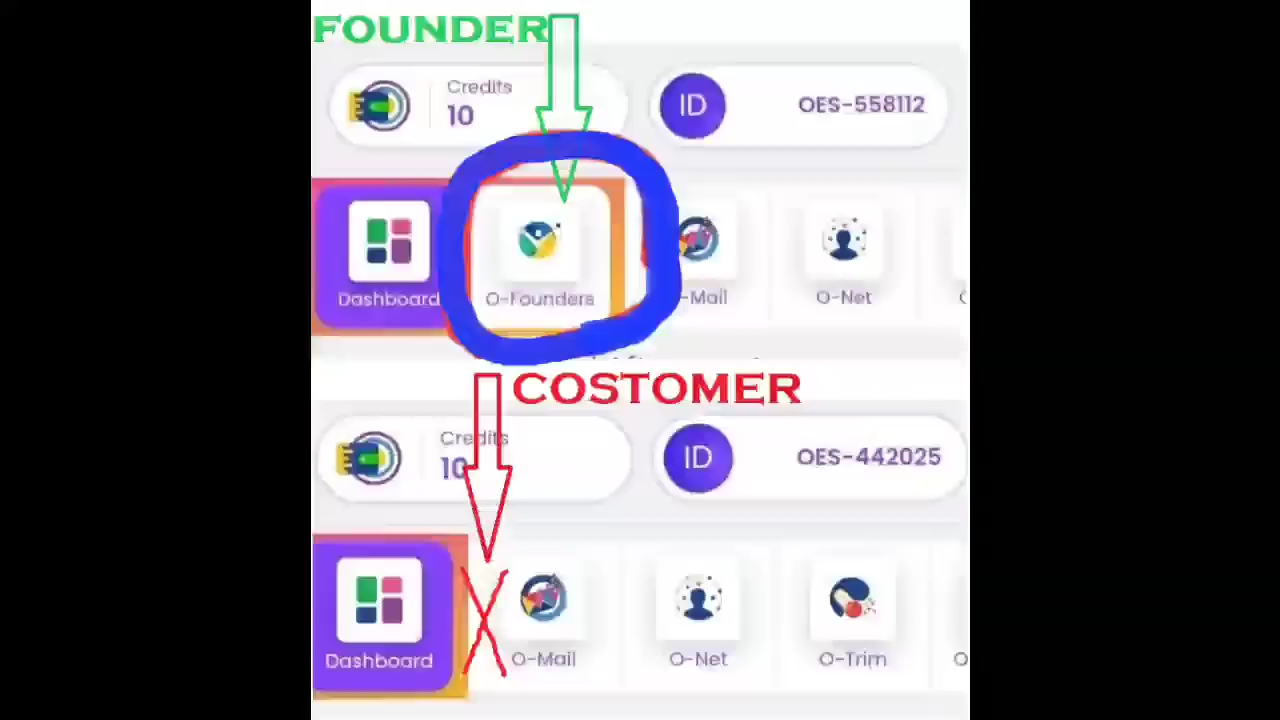 FOUNDER
Credits
10
ID
OES-558112
Dashboard
O-Founders
-Mail
O-Net
COSTOMER
Credits
10
ID
OES-442025
Dashboard
O-Mail
O-Net
O-Trim
O